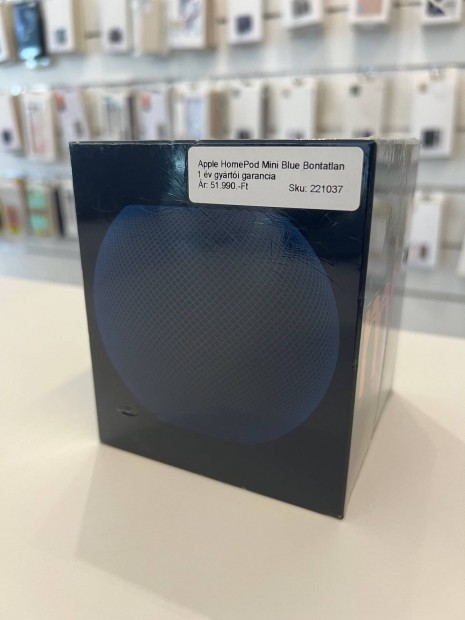 Apple HomePod Mini Blue Bontatlan
1 év gyártói garancia
Ár: 51.990.-Ft Sku: 221037